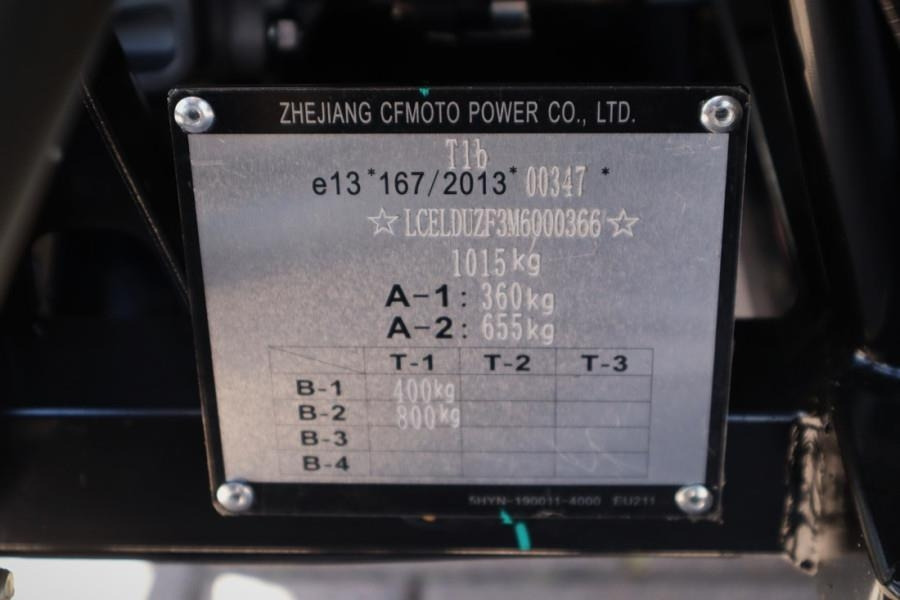 ZHEJIANG CFMOTO POWER CO., LTD.
T1b
e13*167/2013*00347*
☆LCELDUZF3M6000366☆
1015kg
A-1: 360kg
A-2: 655kg
T-1 T-2 T-3
B-1 400kg
B-2 800kg
B-3
B-4
5HYN-190011-4000 EU211